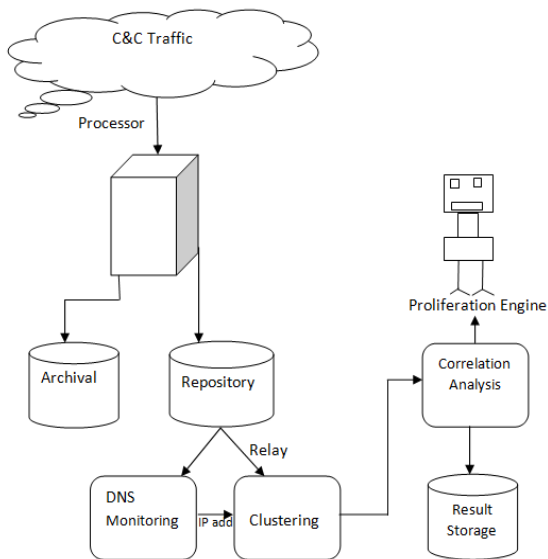 C&C Traffic
Processor
Proliferation Engine
Archival
Repository
Correlation
Analysis
Relay
DNS
Monitoring
IP add
Clustering
Result
Storage